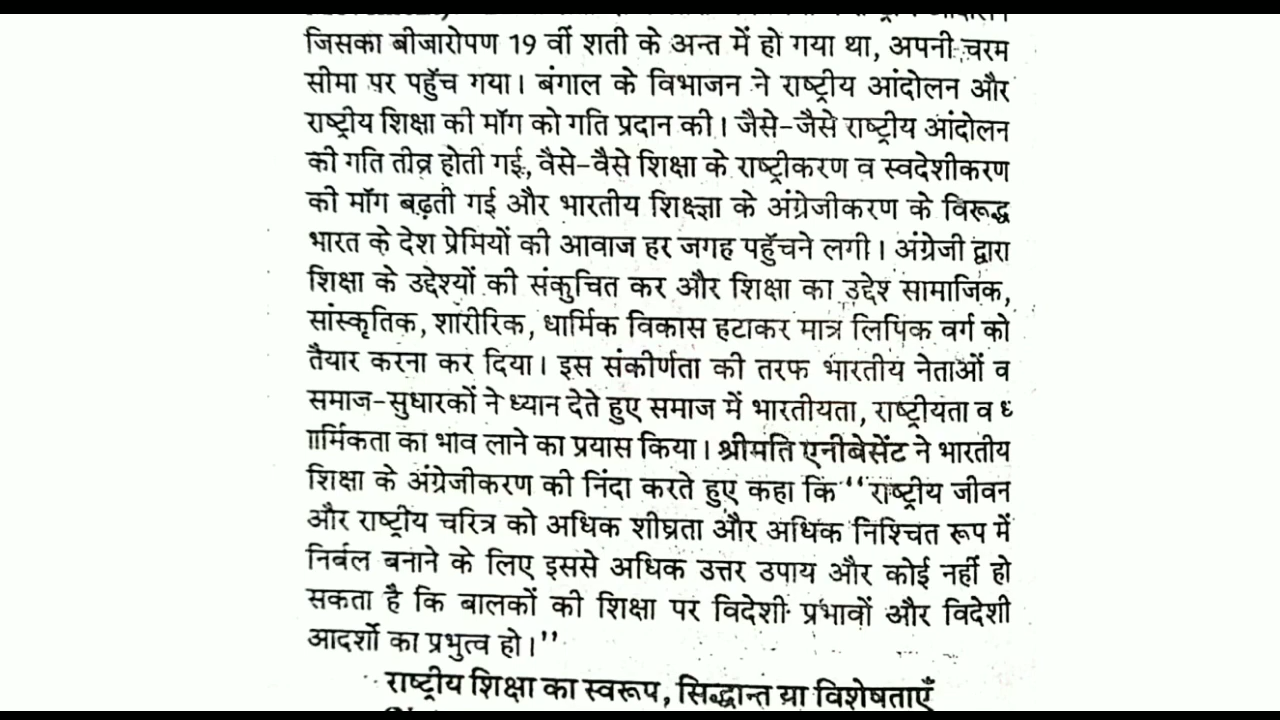 जिसका बीजारोपण 19 वीं शती के अन्त में हो गया था, अपनी चरम
सीमा पर पहुॅच गया। बंगाल के विभाजन ने राष्ट्रीय आंदोलन और
राष्ट्रीय शिक्षा की मॉग को गति प्रदान की। जैसे-जैसे राष्ट्रीय आंदोलन
की गति तीव्र होती गई, वैसे-वैसे शिक्षा के राष्ट्रीकरण व स्वदेशीकरण
की मॉग बढ़ती गई और भारतीय शिक्ष्ज्ञा के अंग्रेजीकरण के विरूद्ध
भारत के देश प्रेमियों की आवाज हर जगह पहुॅचने लगी। अंग्रेजी द्वारा
शिक्षा के उद्देश्यों की संकुचित कर और शिक्षा का उद्देश सामाजिक,
सांस्कृतिक, शारीरिक, धार्मिक विकास हटाकर मात्र लिपिक वर्ग को
तैयार करना कर दिया। इस संकीर्णता की तरफ भारतीय नेताओं व
समाज-सुधारकों ने ध्यान देते हुए समाज में भारतीयता, राष्ट्रीयता व ध
ार्मिकता का भाव लाने का प्रयास किया। श्रीमति एनीबेसेंट ने भारतीय
शिक्षा के अंग्रेजीकरण की निंदा करते हुए कहा कि ‘‘राष्ट्रीय जीवन
और राष्ट्रीय चरित्र को अधिक शीघ्रता और अधिक निश्चित रूप में
निर्बल बनाने के लिए इससे अधिक उत्तर उपाय और कोई नहीं हो
सकता है कि बालकों की शिक्षा पर विदेशी प्रभावों और विदेशी
आदर्शो का प्रभुत्व हो।’’
राष्ट्रीय शिक्षा का स्वरूप, सिद्धान्त या विशेषताएँ